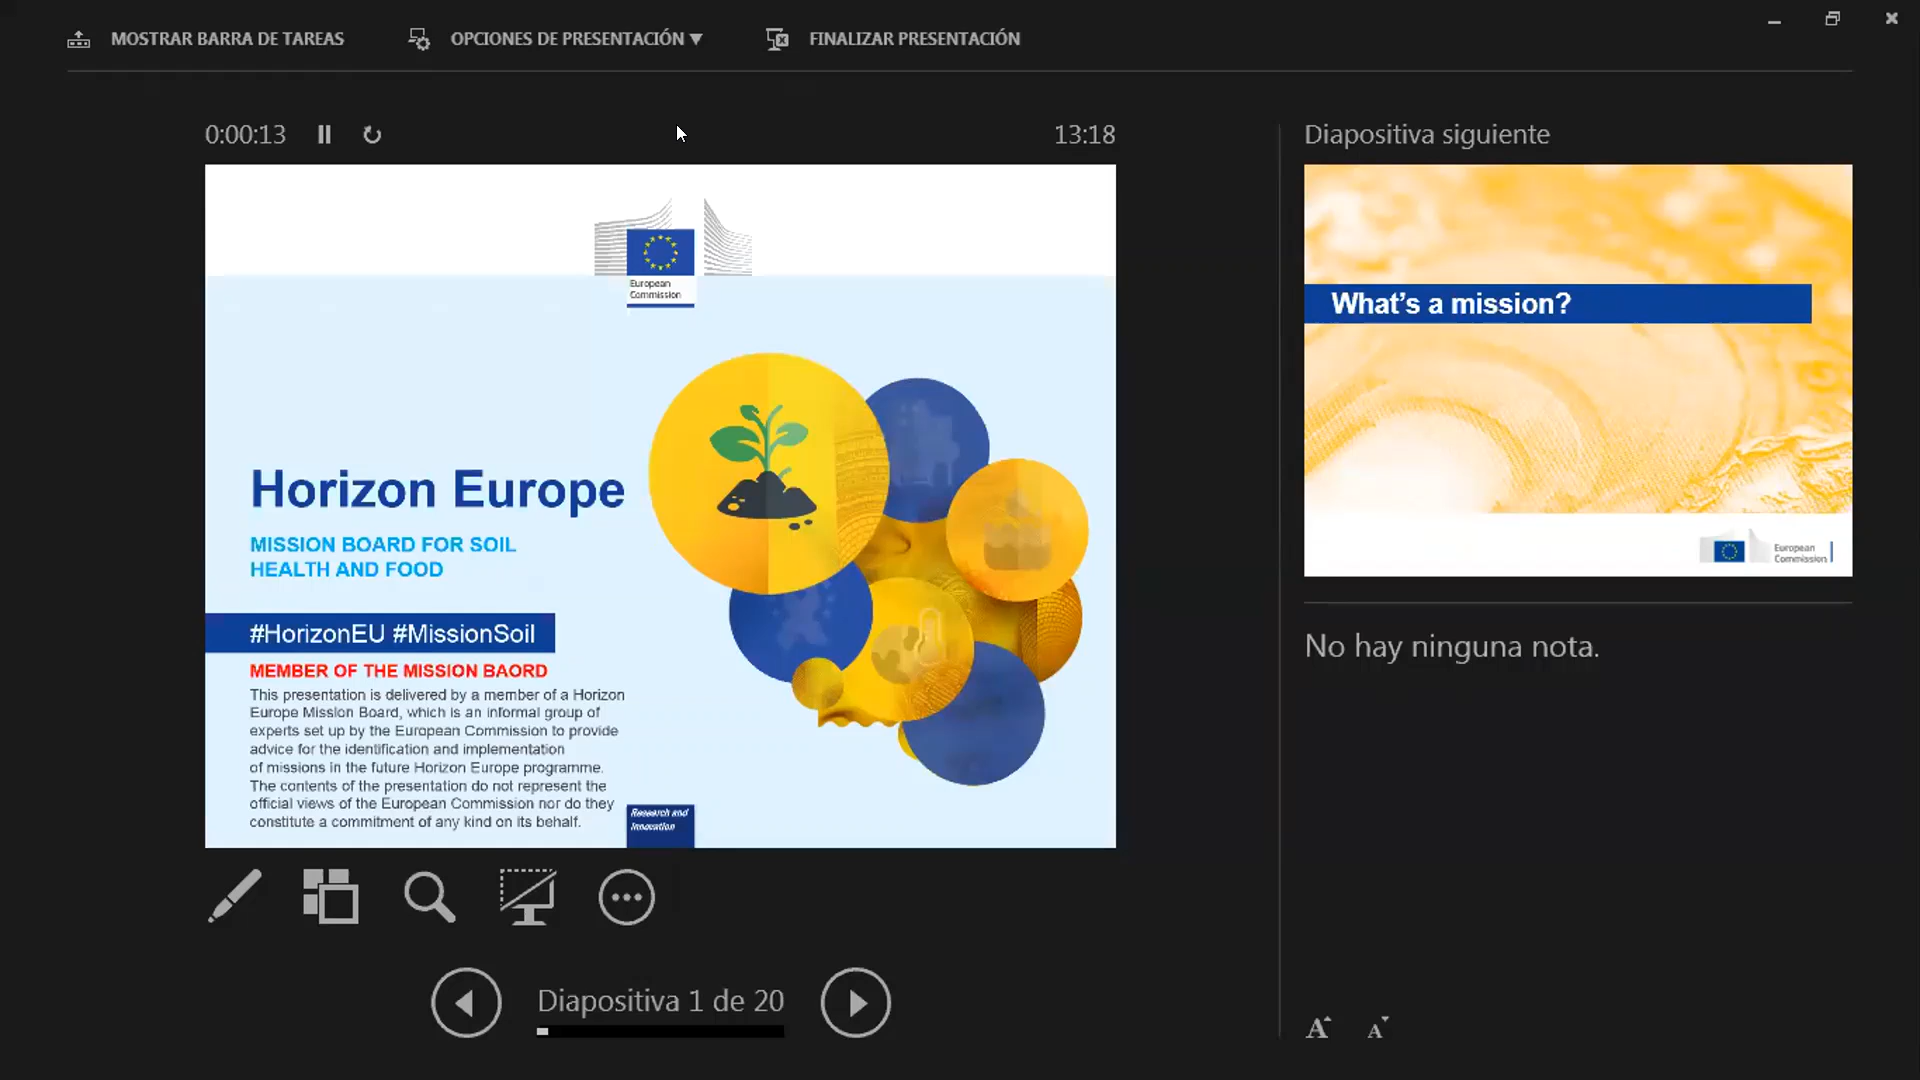 MOSTRAR BARRA DE TAREAS
OPCIONES DE PRESENTACIÓN
FINALIZAR PRESENTACIÓN
0:00:13
13:18
European
Commission
Horizon Europe
MISSION BOARD FOR SOIL
HEALTH AND FOOD
#HorizonEU #MissionSoil
MEMBER OF THE MISSION BAORD
This presentation is delivered by a member of a Horizon
Europe Mission Board, which is an informal group of
experts set up by the European Commission to provide
advice for the identification and implementation
of missions in the future Horizon Europe programme.
The contents of the presentation do not represent the
official views of the European Commission nor do they
constitute a commitment of any kind on its behalf.
Research and
Innovation
Diapositiva 1 de 20
Diapositiva siguiente
What's a mission?
European
Commission
No hay ninguna nota.
A A